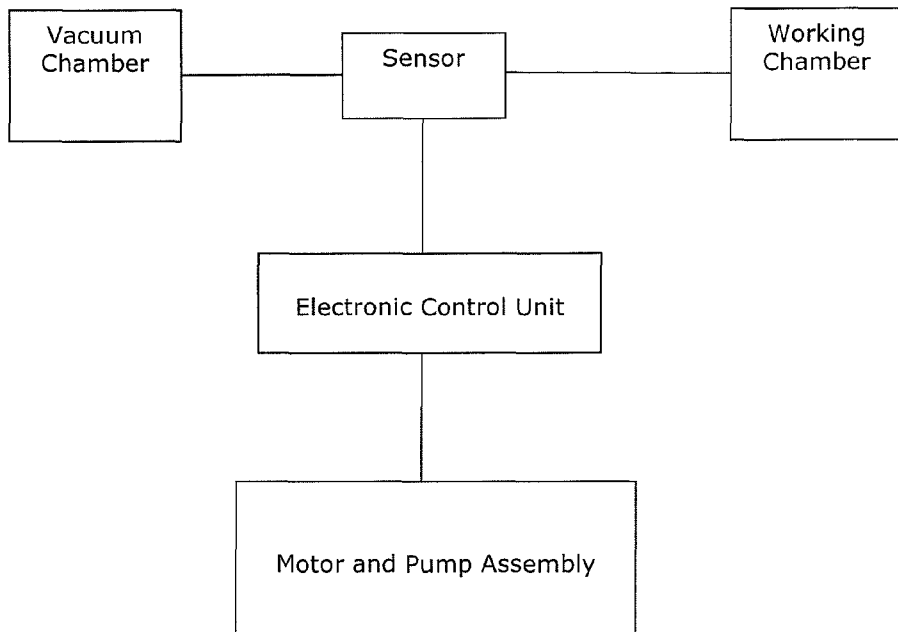 Vacuum
Chamber
Sensor
Working
Chamber
Electronic Control Unit
Motor and Pump Assembly